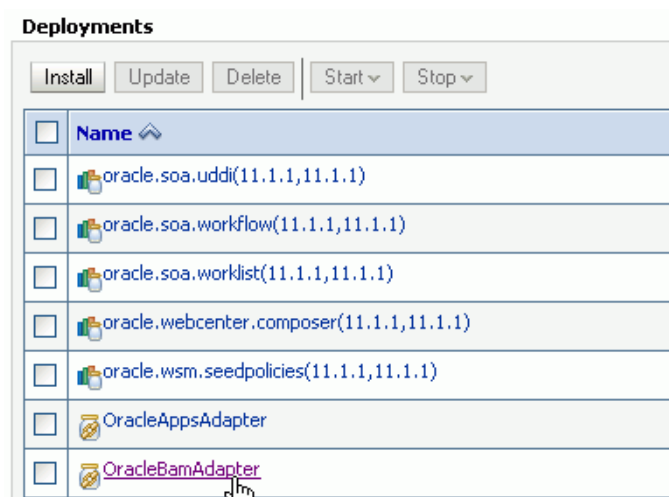 Deployments
Install Update Delete Start Stop
Name
oracle.soa.uddi(11.1.1,11.1.1)
oracle.soa.workflow(11.1.1,11.1.1)
oracle.soa.worklist(11.1.1,11.1.1)
oracle.webcenter.composer(11.1.1,11.1.1)
oracle.wsm.seedpolicies(11.1.1,11.1.1)
OracleAppsAdapter
OracleBamAdapter